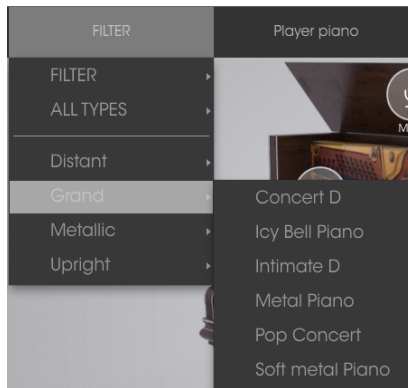 FILTER
Player piano
FILTER
ALL TYPES
Distant
Grand
Metallic
Upright
Concert D
Icy Bell Piano
Intimate D
Metal Piano
Pop Concert
Soft metal Piano
M